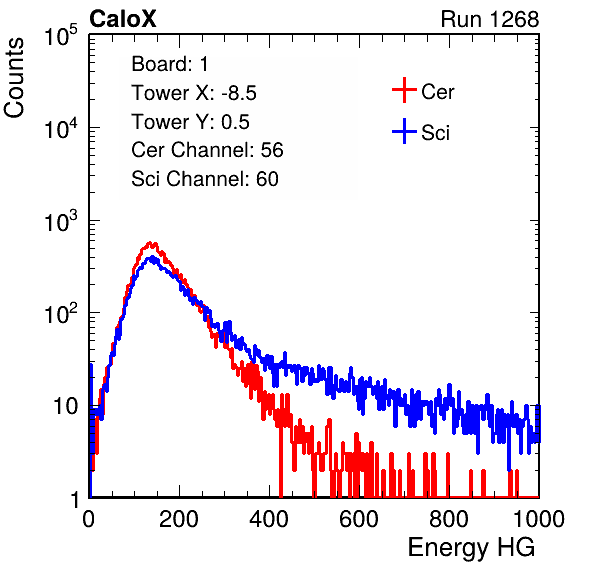 CaloX Run 1268
Counts
10^5
10^4
10^3
10^2
10
1
Board: 1
Tower X: -8.5
Tower Y: 0.5
Cer Channel: 56
Sci Channel: 60
Cer
Sci
0 200 400 600 800 1000
Energy HG